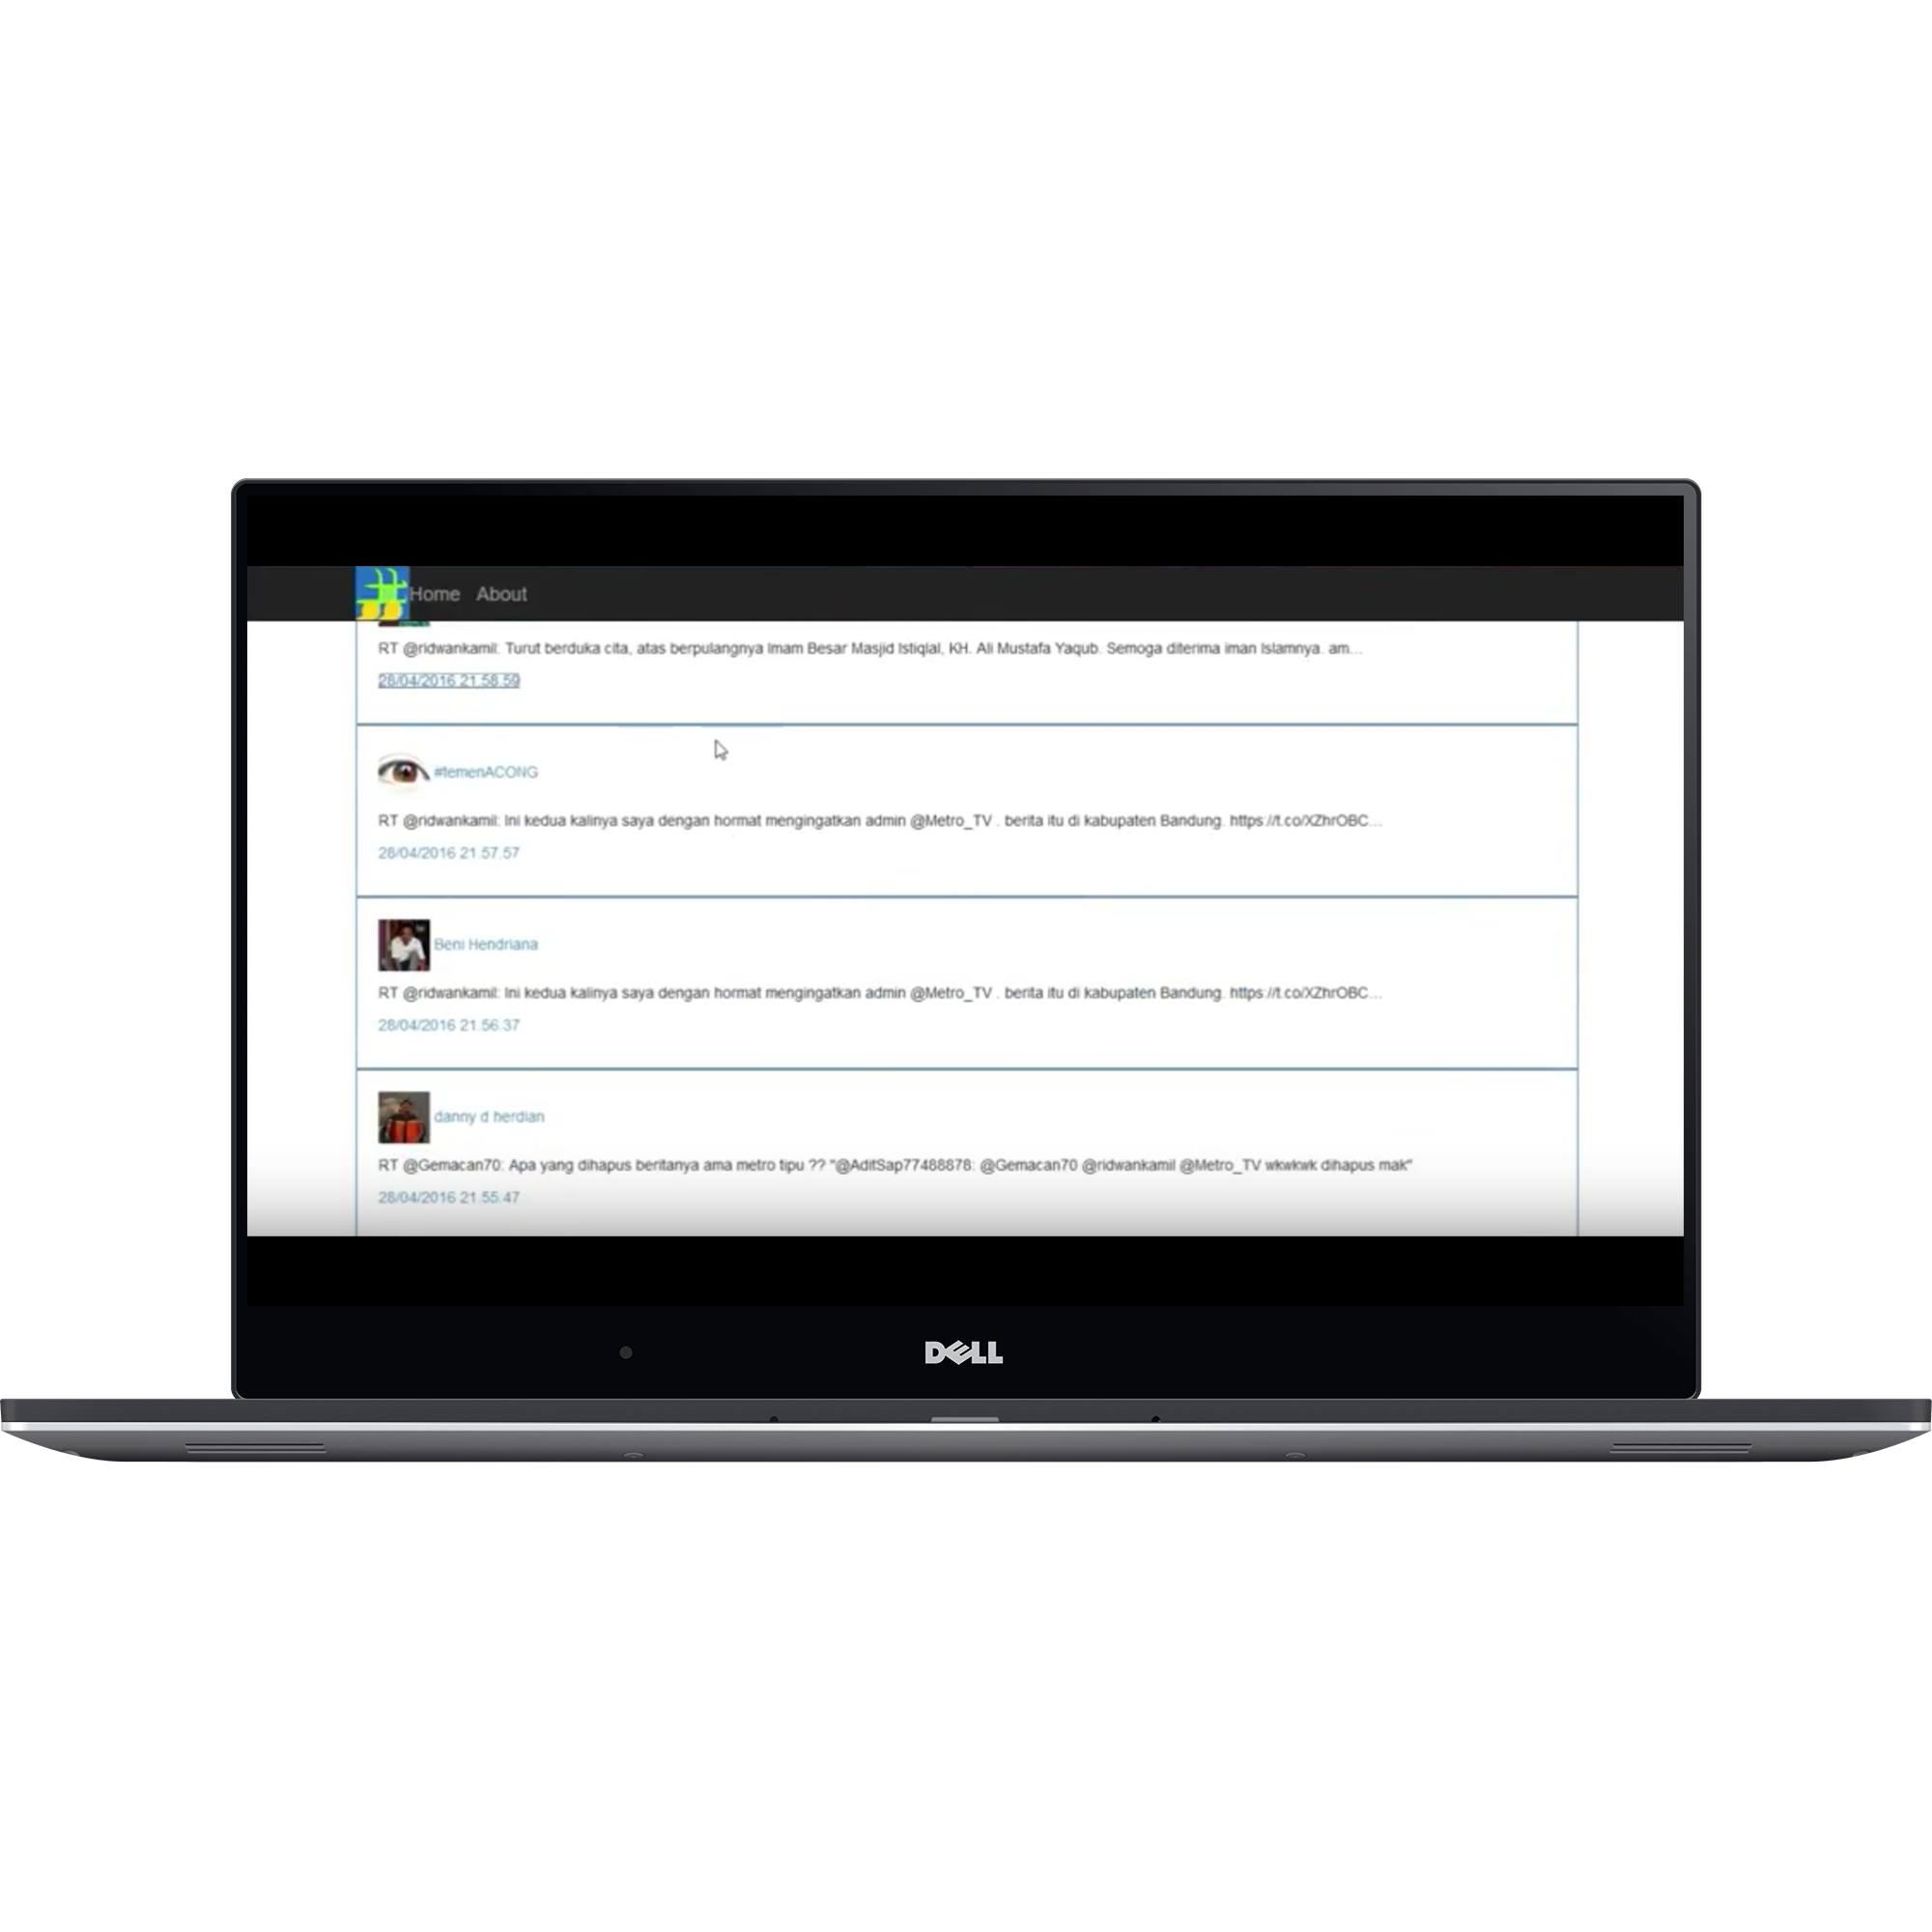 Home About
RT @ridwankamil: Turut berduka cita, atas berpulangnya Imam Besar Masjid Istiqlal, KH. Ali Mustafa Yaqub. Semoga diterima iman Islamnya. am...
28/04/2016 21.58.59
#temenACONG
RT @ridwankamil: Ini kedua kalinya saya dengan hormat mengingatkan admin @Metro_TV . berita itu di kabupaten Bandung. https://t.co/XZhrOBC...
28/04/2016 21.57.57
Beni Hendriana
RT @ridwankamil: Ini kedua kalinya saya dengan hormat mengingatkan admin @Metro_TV . berita itu di kabupaten Bandung. https://t.co/XZhrOBC...
28/04/2016 21.56.37
danny d herdian
RT @Gemacan70: Apa yang dihapus beritanya ama metro tipu ?? "@AditSap77488878: @Gemacan70 @ridwankamil @Metro_TV wkwkwk dihapus mak"
28/04/2016 21.55.47
DELL